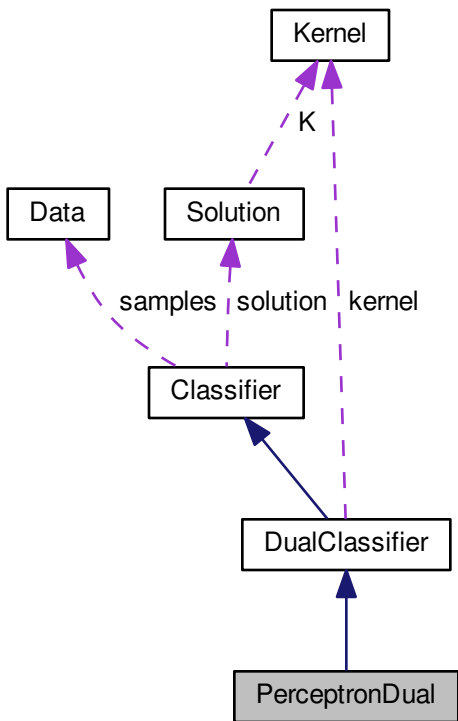 Kernel
K
Data
Solution
samples
solution
kernel
Classifier
DualClassifier
PerceptronDual